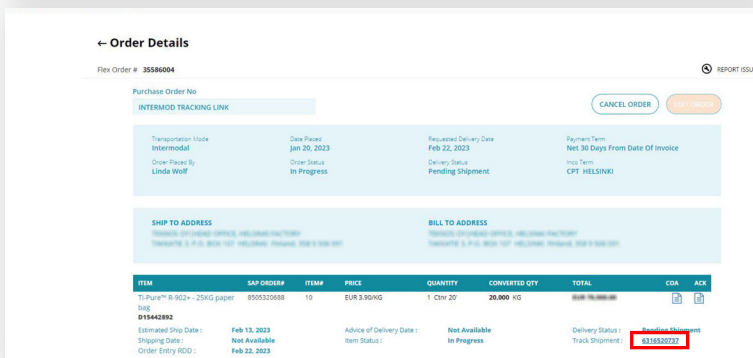 ← Order Details
Flex Order # 35586004
REPORT ISSU
Purchase Order No
INTERMOD TRACKING LINK
CANCEL ORDER
EDIT ORDER
Transportation Mode Date Placed Requested Delivery Date Payment Term
Intermodal Jan 20, 2023 Feb 22, 2023 Net 30 Days From Date Of Invoice
Order Placed By Order Status Delivery Status Inco Term
Linda Wolf In Progress Pending Shipment CPT HELSINKI
SHIP TO ADDRESS BILL TO ADDRESS
ITEM SAP ORDER# ITEM# PRICE QUANTITY CONVERTED QTY TOTAL COA ACK
Ti-Pure™ R-902+ - 25KG paper 8505320688 10 EUR 3.90/KG 1 Ctnr 20' 20,000 KG
bag
D15442892
Estimated Ship Date : Feb 13, 2023 Advice of Delivery Date : Not Available Delivery Status : Pending Shipment
Shipping Date : Not Available Item Status : In Progress Track Shipment : 6316520737
Order Entry RDD : Feb 22, 2023